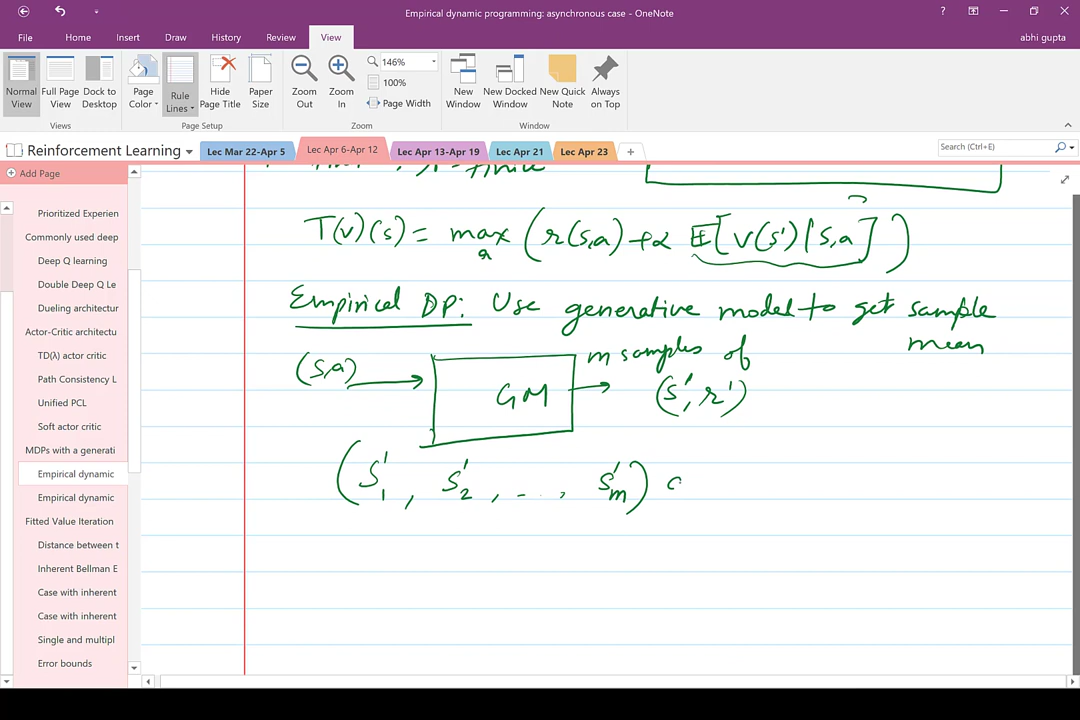 Empirical dynamic programming: asynchronous case - OneNote
abhi gupta
File Home Insert Draw History Review View
Normal View
Full Page View
Dock to Desktop
Views
Page Color
Rule Lines
Hide Page Title
Paper Size
Page Setup
Zoom Out
Zoom In
146%
100%
Page Width
Zoom
New Window
New Docked Window
New Quick Note
Always on Top
Window
Reinforcement Learning
Lec Mar 22-Apr 5
Lec Apr 6-Apr 12
Lec Apr 13-Apr 19
Lec Apr 21
Lec Apr 23
Search (Ctrl+E)
Add Page
Prioritized Experien
Commonly used deep
Deep Q learning
Double Deep Q Le
Dueling architectur
Actor-Critic architectu
TD(λ) actor critic
Path Consistency L
Unified PCL
Soft actor critic
MDPs with a generati
Empirical dynamic
Empirical dynamic
Fitted Value Iteration
Distance between t
Inherent Bellman E
Case with inherent
Case with inherent
Single and multipl
Error bounds
finite
T(v)(s) = max_a ( r(s,a) + α E[ V(s') | s,a ] )
Empirical DP: Use generative model to get sample mean
(s,a) → GM → m samples of (s', r')
(s'_1, s'_2, ..., s'_m)